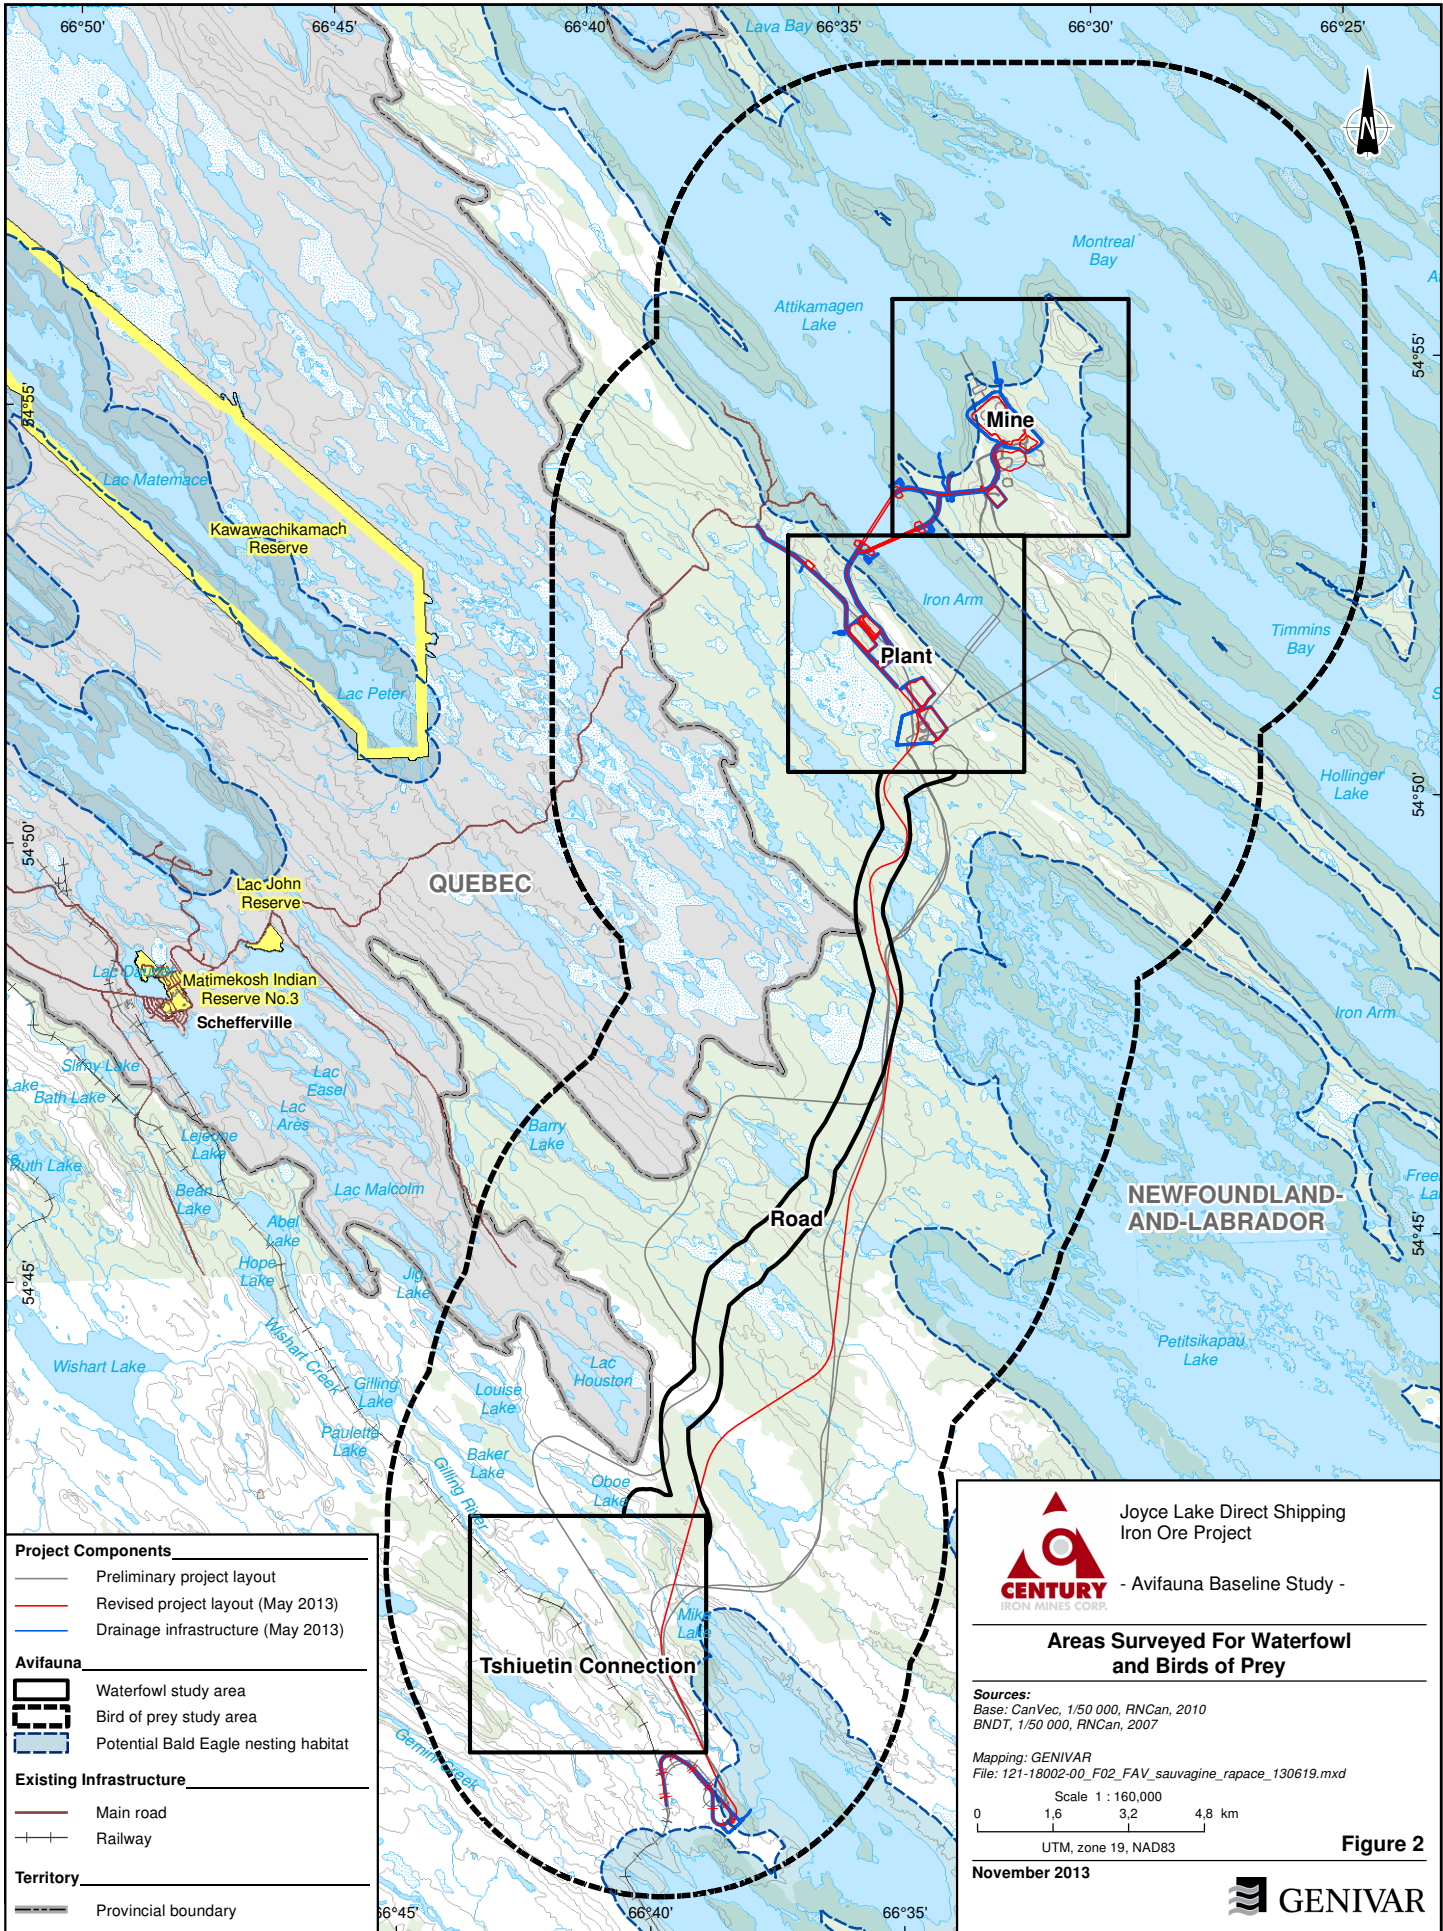 66°50'
66°45'
66°40'
66°35'
66°30'
66°25'
Lava Bay
N
Montreal
Bay
Attikamagen
Lake
54°55'
54°55'
Mine
Lac Matemace
Kawawachikamach
Reserve
Iron Arm
Timmins
Bay
Plant
Lac Peter
Hollinger
Lake
54°50'
54°50'
QUEBEC
Lac John
Reserve
Matimekosh Indian
Reserve No.3
Schefferville
Iron Arm
Slimy Lake
Lake
Bath Lake
Lac
Easel
Lac
Arès
Lejeune
Lake
Barry
Lake
Ruth Lake
Bean
Lake
Lac Malcolm
Abel
Lake
Hope
Lake
Jig
Lake
Road
NEWFOUNDLAND-
AND-LABRADOR
54°45'
54°45'
Petitsikapau
Lake
Wishart Lake
Wishart Creek
Gilling
Lake
Louise
Lake
Lac
Houston
Paulette
Lake
Baker
Lake
Gilling River
Oboe
Lake
Mike
Lake
Tshiuetin Connection
Gemini Creek
66°45'
66°40'
66°35'
Project Components
Preliminary project layout
Revised project layout (May 2013)
Drainage infrastructure (May 2013)
Avifauna
Waterfowl study area
Bird of prey study area
Potential Bald Eagle nesting habitat
Existing Infrastructure
Main road
Railway
Territory
Provincial boundary
CENTURY
IRON MINES CORP.
Joyce Lake Direct Shipping
Iron Ore Project
- Avifauna Baseline Study -
Areas Surveyed For Waterfowl
and Birds of Prey
Sources:
Base: CanVec, 1/50 000, RNCan, 2010
BNDT, 1/50 000, RNCan, 2007
Mapping: GENIVAR
File: 121-18002-00_F02_FAV_sauvagine_rapace_130619.mxd
Scale 1 : 160,000
0 1,6 3,2 4,8 km
UTM, zone 19, NAD83
Figure 2
November 2013
GENIVAR